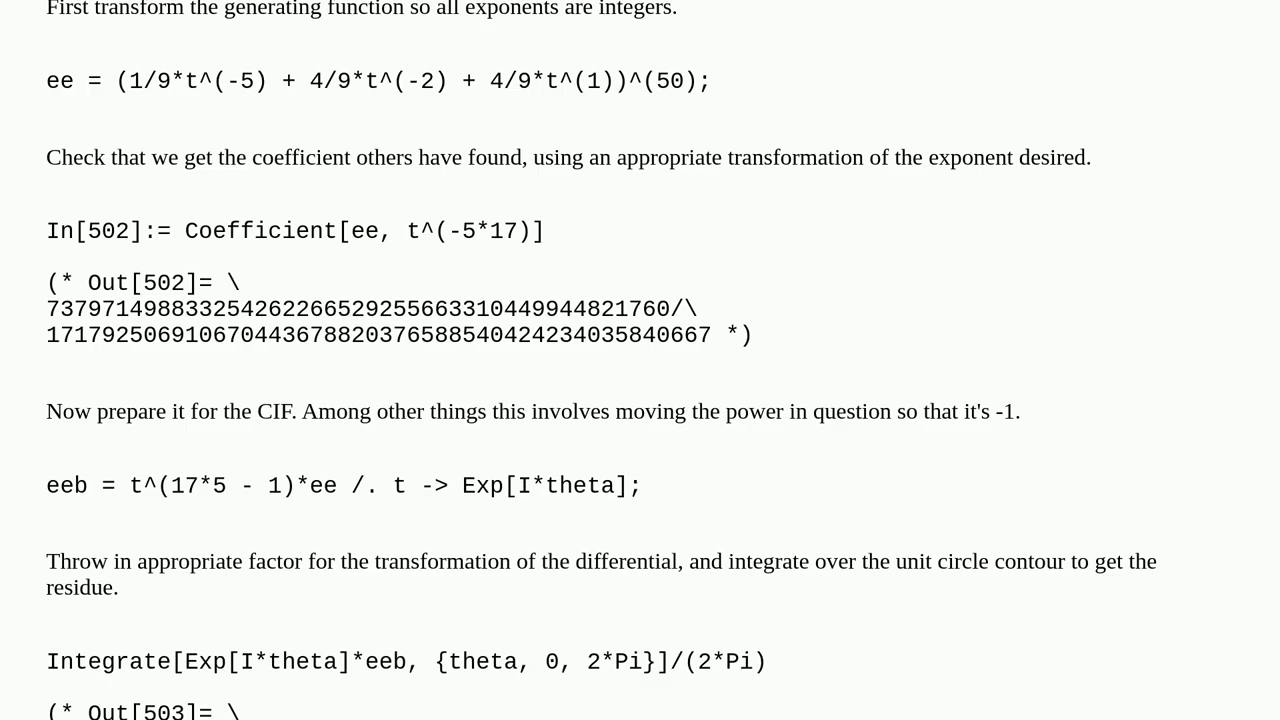 First transform the generating function so all exponents are integers.
ee = (1/9*t^(-5) + 4/9*t^(-2) + 4/9*t^(1))^(50);
Check that we get the coefficient others have found, using an appropriate transformation of the exponent desired.
In[502]:= Coefficient[ee, t^(-5*17)]
(* Out[502]= \
737971498833254262266529255663310449944821760/\
171792506910670443678820376588540424234035840667 *)
Now prepare it for the CIF. Among other things this involves moving the power in question so that it's -1.
eeb = t^(17*5 - 1)*ee /. t -> Exp[I*theta];
Throw in appropriate factor for the transformation of the differential, and integrate over the unit circle contour to get the
residue.
Integrate[Exp[I*theta]*eeb, {theta, 0, 2*Pi}]/(2*Pi)
(* Out[503]= \